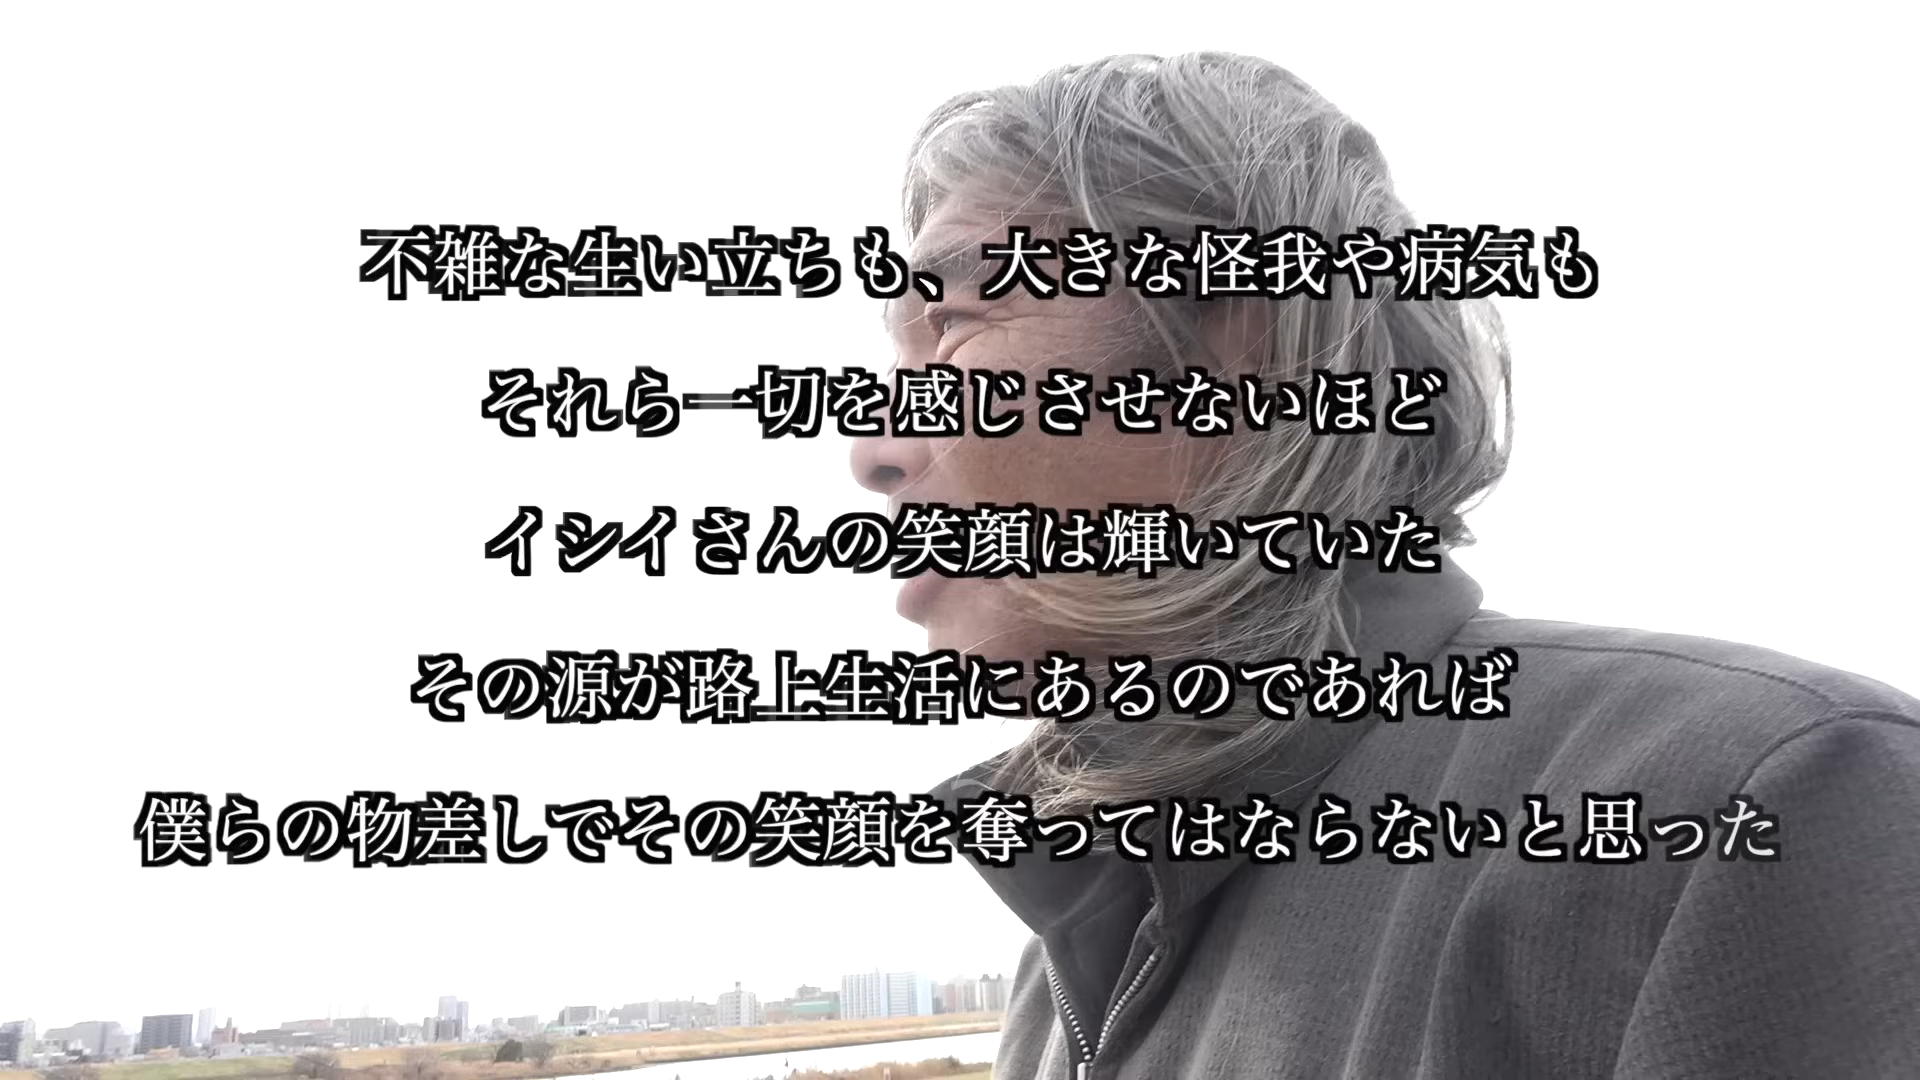 不雑な生い立ちも、大きな怪我や病気も
それら一切を感じさせないほど
イシイさんの笑顔は輝いていた
その源が路上生活にあるのであれば
僕らの物差しでその笑顔を奪ってはならないと思った